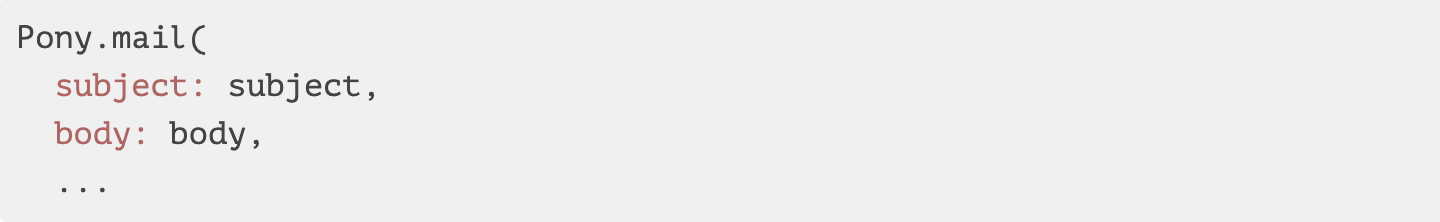 Pony.mail(
  subject: subject,
  body: body,
  ...